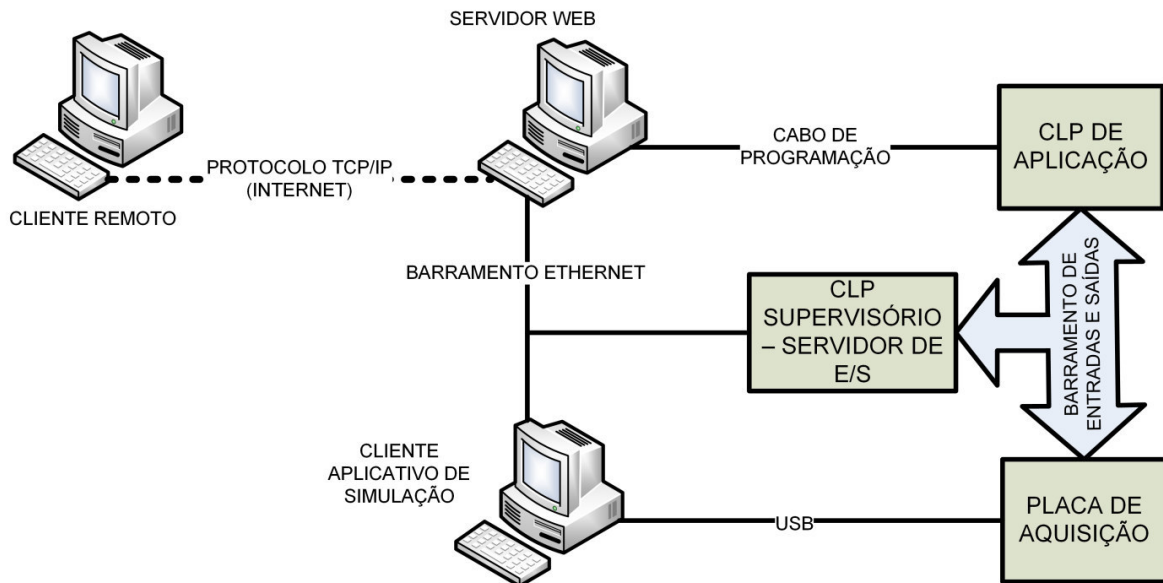 SERVIDOR WEB
CABO DE
PROGRAMAÇÃO
CLP DE
APLICAÇÃO
PROTOCOLO TCP/IP
(INTERNET)
CLIENTE REMOTO
BARRAMENTO ETHERNET
CLP
SUPERVISÓRIO
– SERVIDOR DE
E/S
BARRAMENTO DE
ENTRADAS E SAÍDAS
CLIENTE
APLICATIVO DE
SIMULAÇÃO
USB
PLACA DE
AQUISIÇÃO